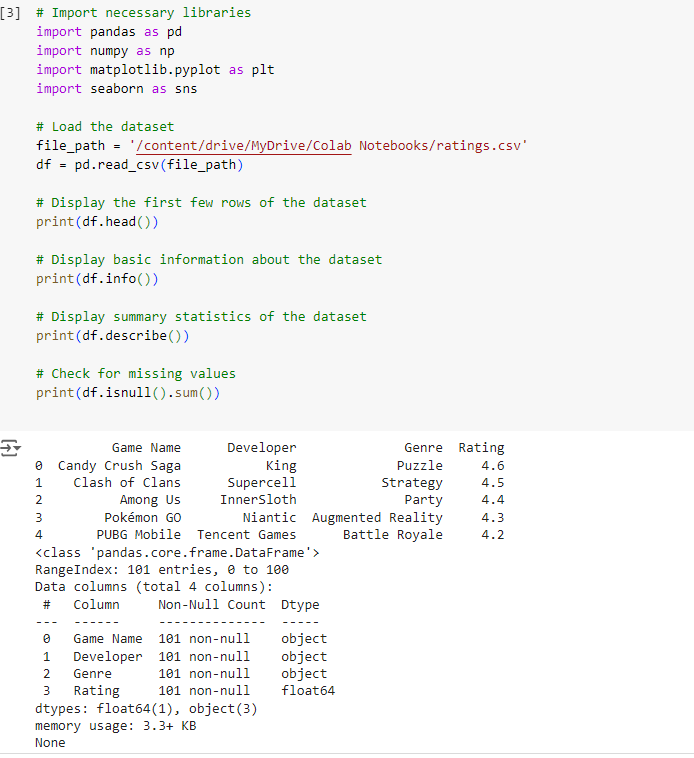 [3] # Import necessary libraries
import pandas as pd
import numpy as np
import matplotlib.pyplot as plt
import seaborn as sns
# Load the dataset
file_path = '/content/drive/MyDrive/Colab Notebooks/ratings.csv'
df = pd.read_csv(file_path)
# Display the first few rows of the dataset
print(df.head())
# Display basic information about the dataset
print(df.info())
# Display summary statistics of the dataset
print(df.describe())
# Check for missing values
print(df.isnull().sum())
Game Name Developer Genre Rating
0 Candy Crush Saga King Puzzle 4.6
1 Clash of Clans Supercell Strategy 4.5
2 Among Us InnerSloth Party 4.4
3 Pokémon GO Niantic Augmented Reality 4.3
4 PUBG Mobile Tencent Games Battle Royale 4.2
<class 'pandas.core.frame.DataFrame'>
RangeIndex: 101 entries, 0 to 100
Data columns (total 4 columns):
# Column Non-Null Count Dtype
--- ------ -------------- -----
0 Game Name 101 non-null object
1 Developer 101 non-null object
2 Genre 101 non-null object
3 Rating 101 non-null float64
dtypes: float64(1), object(3)
memory usage: 3.3+ KB
None